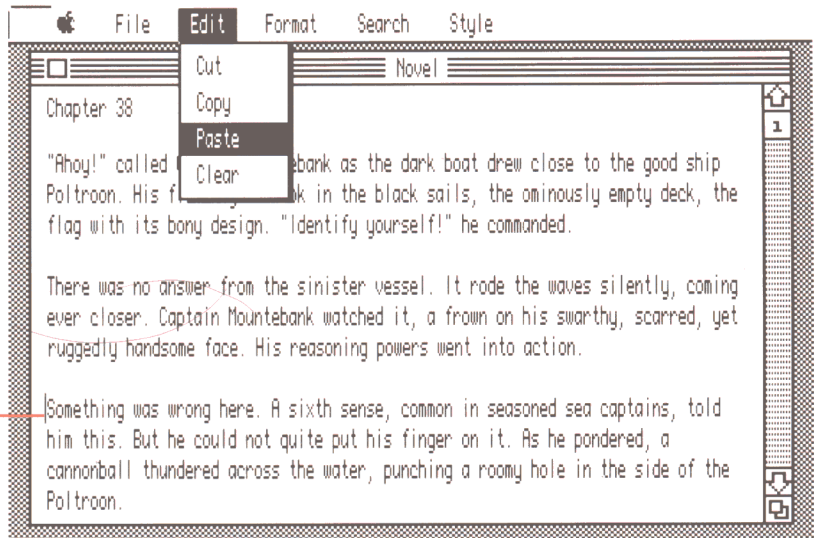 File Edit Format Search Style
Cut
Copy
Paste
Clear
Novel
1
Chapter 38
"Ahoy!" called ebank as the dark boat drew close to the good ship
Poltroon. His in the black sails, the ominously empty deck, the
flag with its bony design. "Identify yourself!" he commanded.
There was no answer from the sinister vessel. It rode the waves silently, coming
ever closer. Captain Mountebank watched it, a frown on his swarthy, scarred, yet
ruggedly handsome face. His reasoning powers went into action.
Something was wrong here. A sixth sense, common in seasoned sea captains, told
him this. But he could not quite put his finger on it. As he pondered, a
cannonball thundered across the water, punching a roomy hole in the side of the
Poltroon.